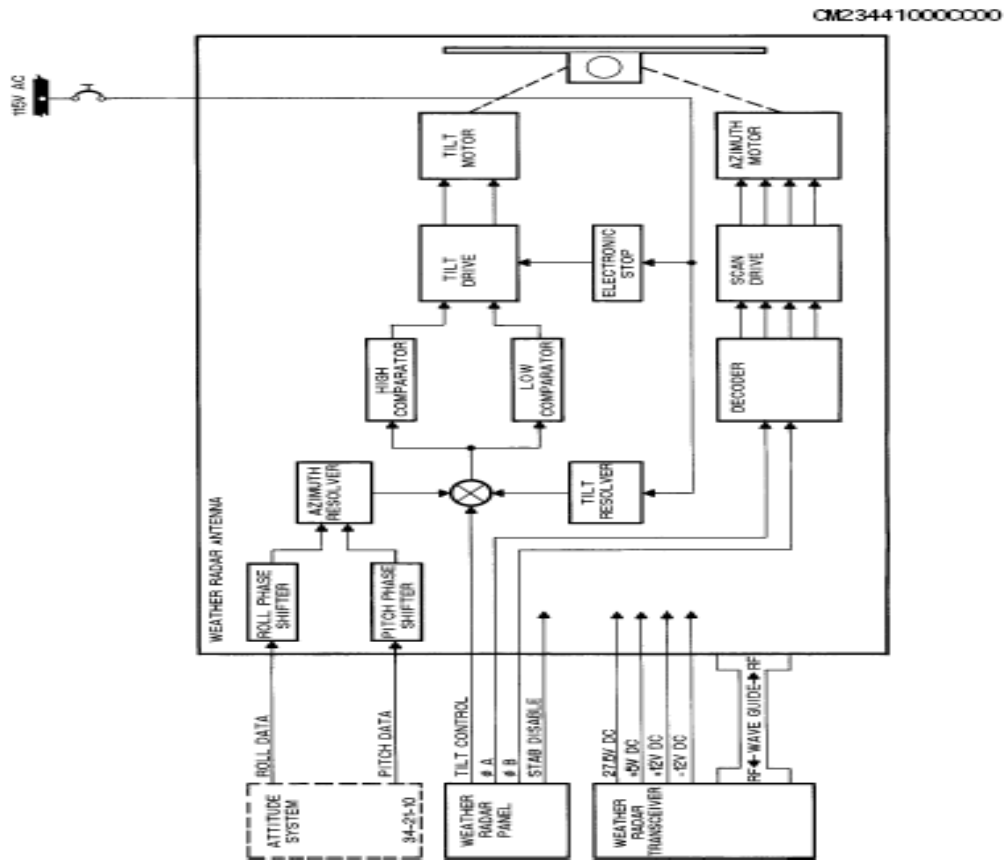 CM23441000CC00
115V AC
WEATHER RADAR ANTENNA
ATTITUDE
SYSTEM
34-21-10
ROLL DATA
PITCH DATA
ROLL PHASE
SHIFTER
PITCH PHASE
SHIFTER
AZIMUTH
RESOLVER
HIGH
COMPARATOR
LOW
COMPARATOR
TILT
DRIVE
TILT
MOTOR
WEATHER
RADAR
PANEL
TILT CONTROL
ø A
ø B
STAB DISABLE
TILT
RESOLVER
ELECTRONIC
STOP
DECODER
SCAN
DRIVE
AZIMUTH
MOTOR
WEATHER
RADAR
TRANSCEIVER
27.5V DC
+5V DC
+12V DC
-12V DC
RF WAVE GUIDE RF